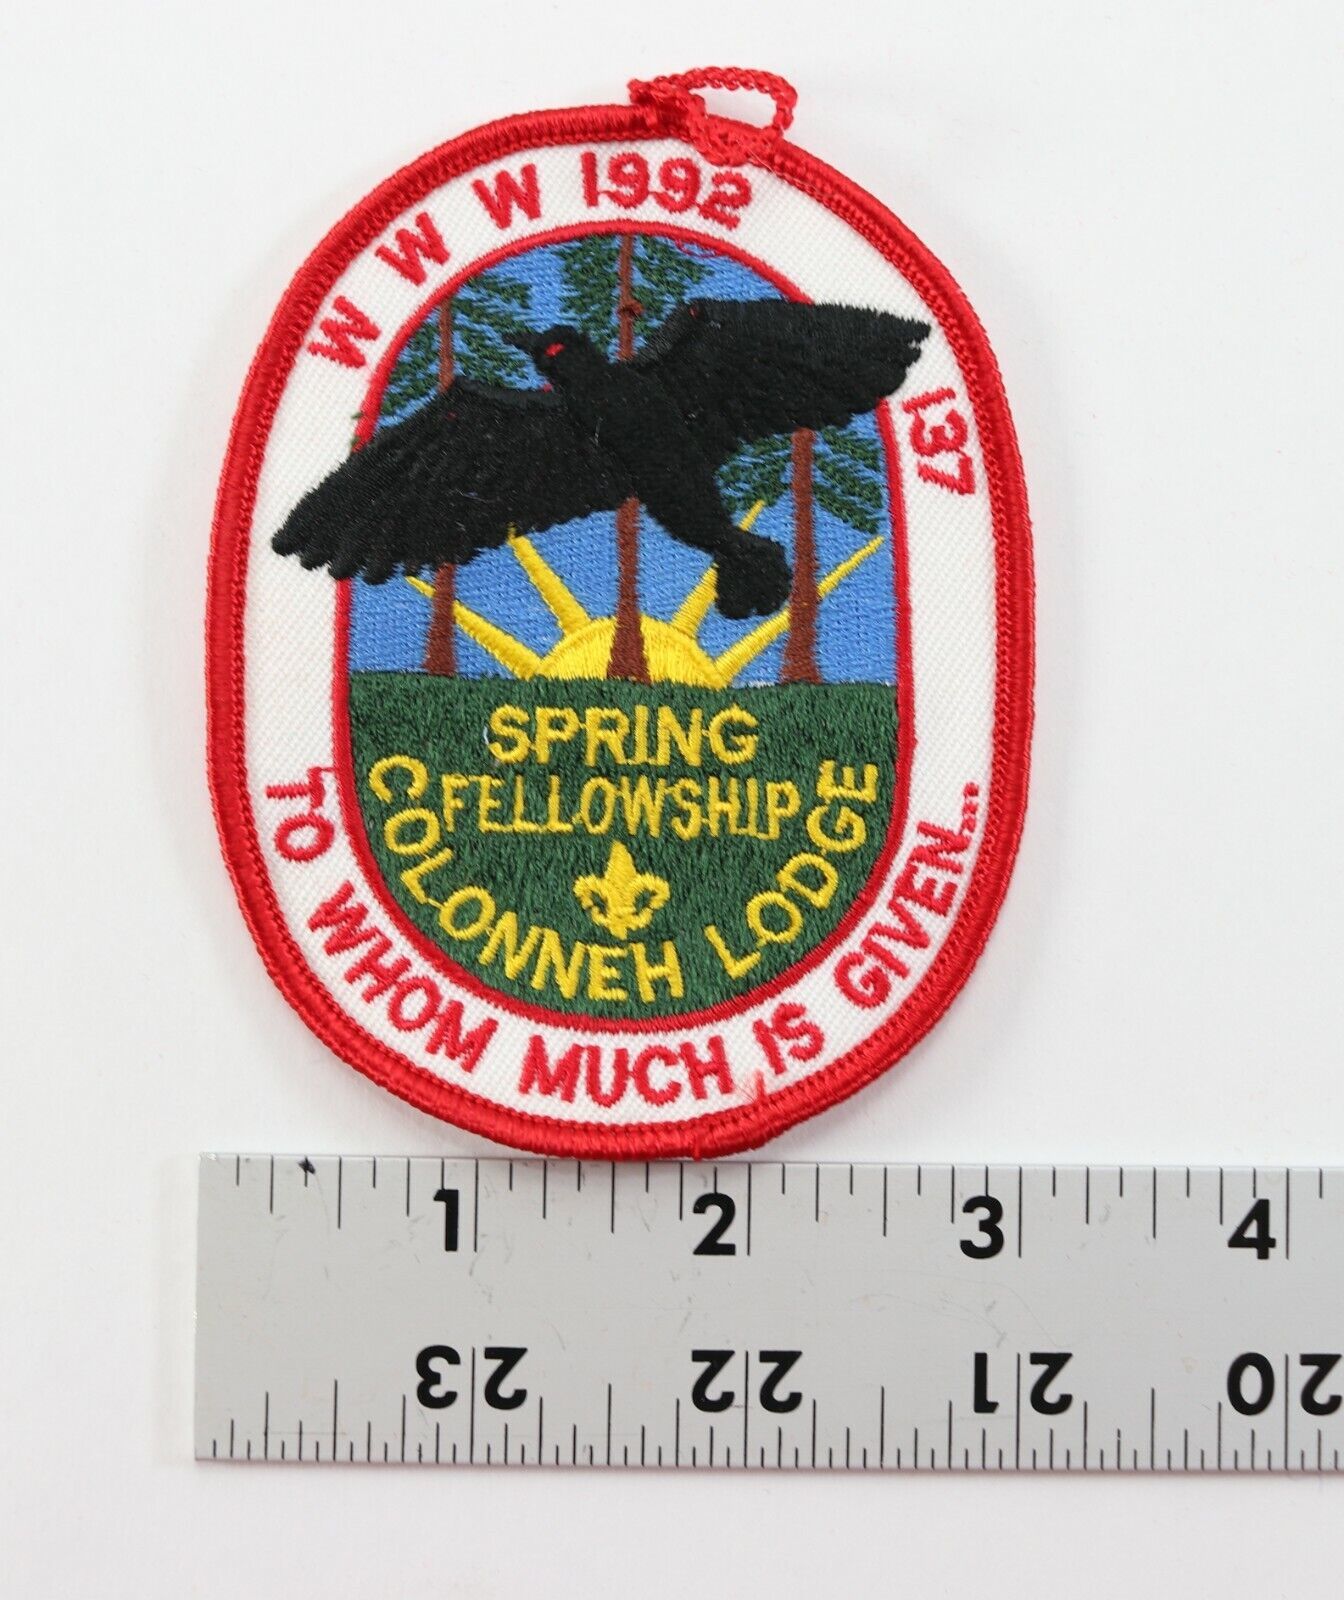 W W W 1992
137
SPRING
FELLOWSHIP
COLONNEH LODGE
TO WHOM MUCH IS GIVEN...
1 2 3 4
23 22 21 20